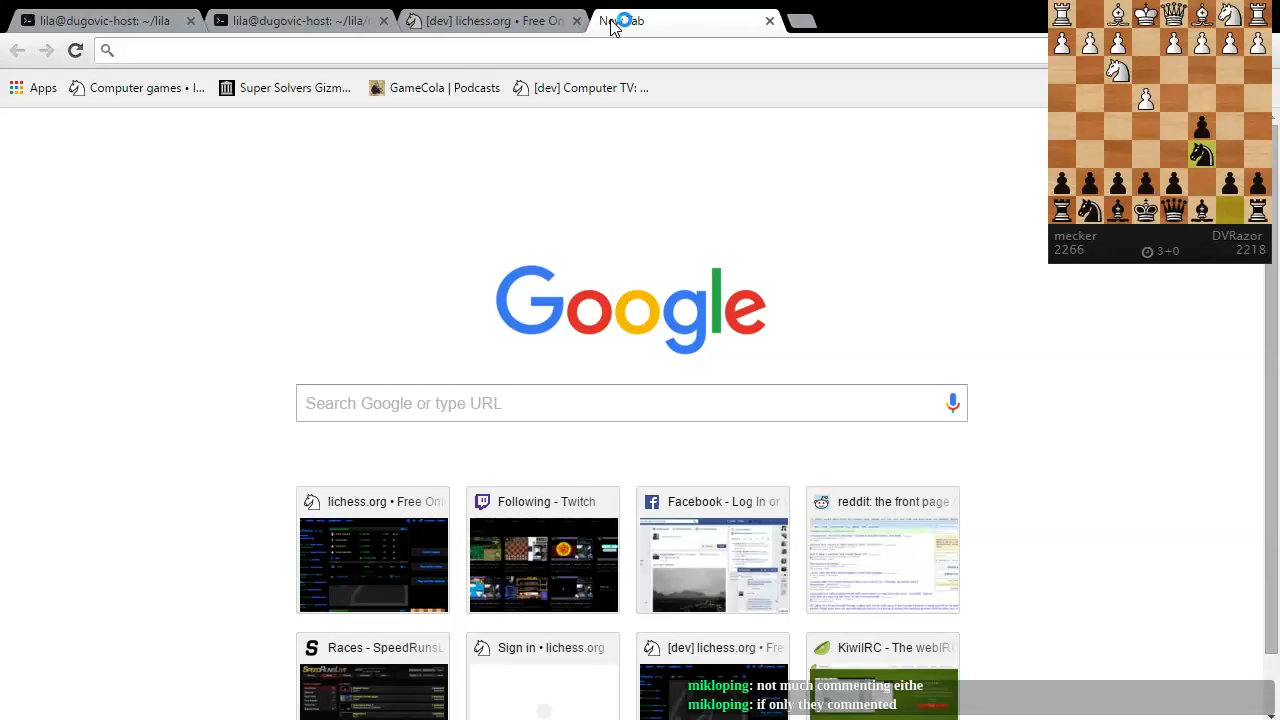 lila@dugovic-host: ~/lila
lila@dugovic-host: ~/lila/
[dev] lichess.org • Free On
Apps
Computer games • l...
Super Solvers Gizm...
GameCola | Podcasts
[dev] Computer TV: ...
mecker
DVRazor
2266
3+0
2218
Google
Search Google or type URL
lichess.org • Free Onl
Following - Twitch
Facebook - Log In or
reddit: the front page
Races - SpeedRunsL
Sign in • lichess.org
[dev] lichess.org • Fre
KiwiIRC - The web IR
mikloping: not much commenting eithe
mikloping: if only they commented